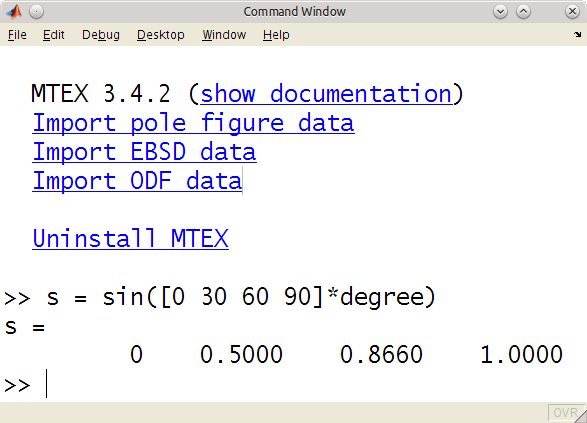 Command Window
File Edit Debug Desktop Window Help
MTEX 3.4.2 (show documentation)
Import pole figure data
Import EBSD data
Import ODF data
Uninstall MTEX
>> s = sin([0 30 60 90]*degree)
s =
0 0.5000 0.8660 1.0000
>>
OVR